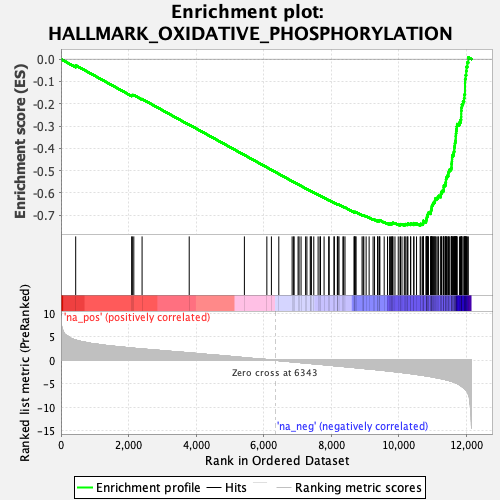 Enrichment plot:
HALLMARK_OXIDATIVE_PHOSPHORYLATION
Enrichment score (ES)
0.0
-0.1
-0.2
-0.3
-0.4
-0.5
-0.6
-0.7
Ranked list metric (PreRanked)
10
5
0
-5
-10
-15
'na_pos' (positively correlated)
Zero cross at 6343
'na_neg' (negatively correlated)
0
2,000
4,000
6,000
8,000
10,000
12,000
Rank in Ordered Dataset
Enrichment profile
Hits
Ranking metric scores